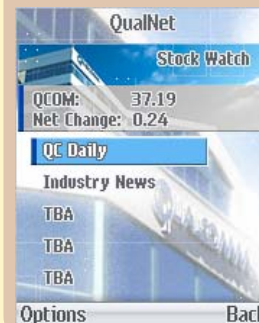 QualNet
Stock Watch
QCOM: 37.19
Net Change: 0.24
QC Daily
Industry News
TBA
TBA
TBA
Options Back